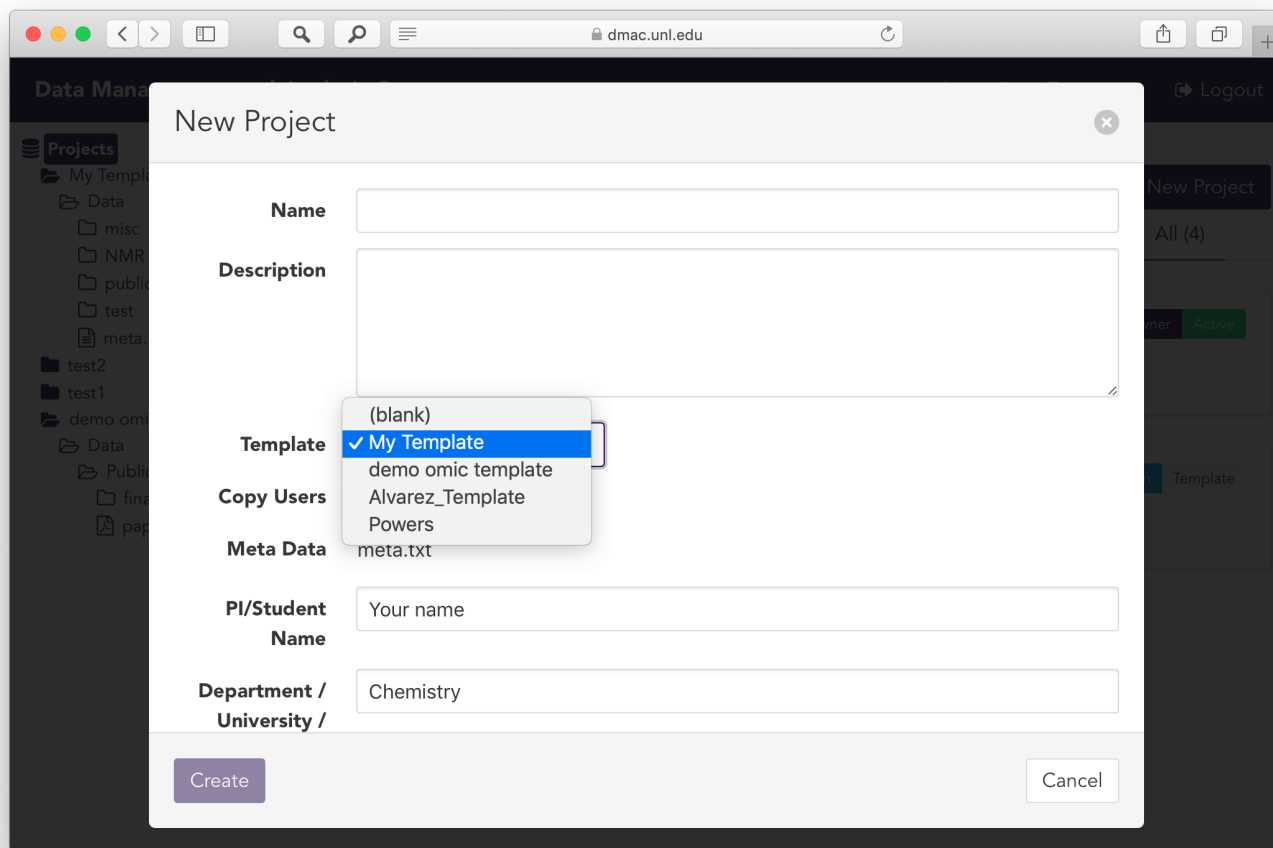 dmac.unl.edu
Data Mana
Logout
Projects
My Templa
Data
misc
NMR
public
test
meta.
test2
test1
demo omi
Data
Public
fina
pap
New Project
All (4)
Active
Template
New Project
Name
Description
Template
(blank)
My Template
demo omic template
Alvarez_Template
Powers
Copy Users
Meta Data
meta.txt
PI/Student
Name
Your name
Department /
University /
Chemistry
Create
Cancel